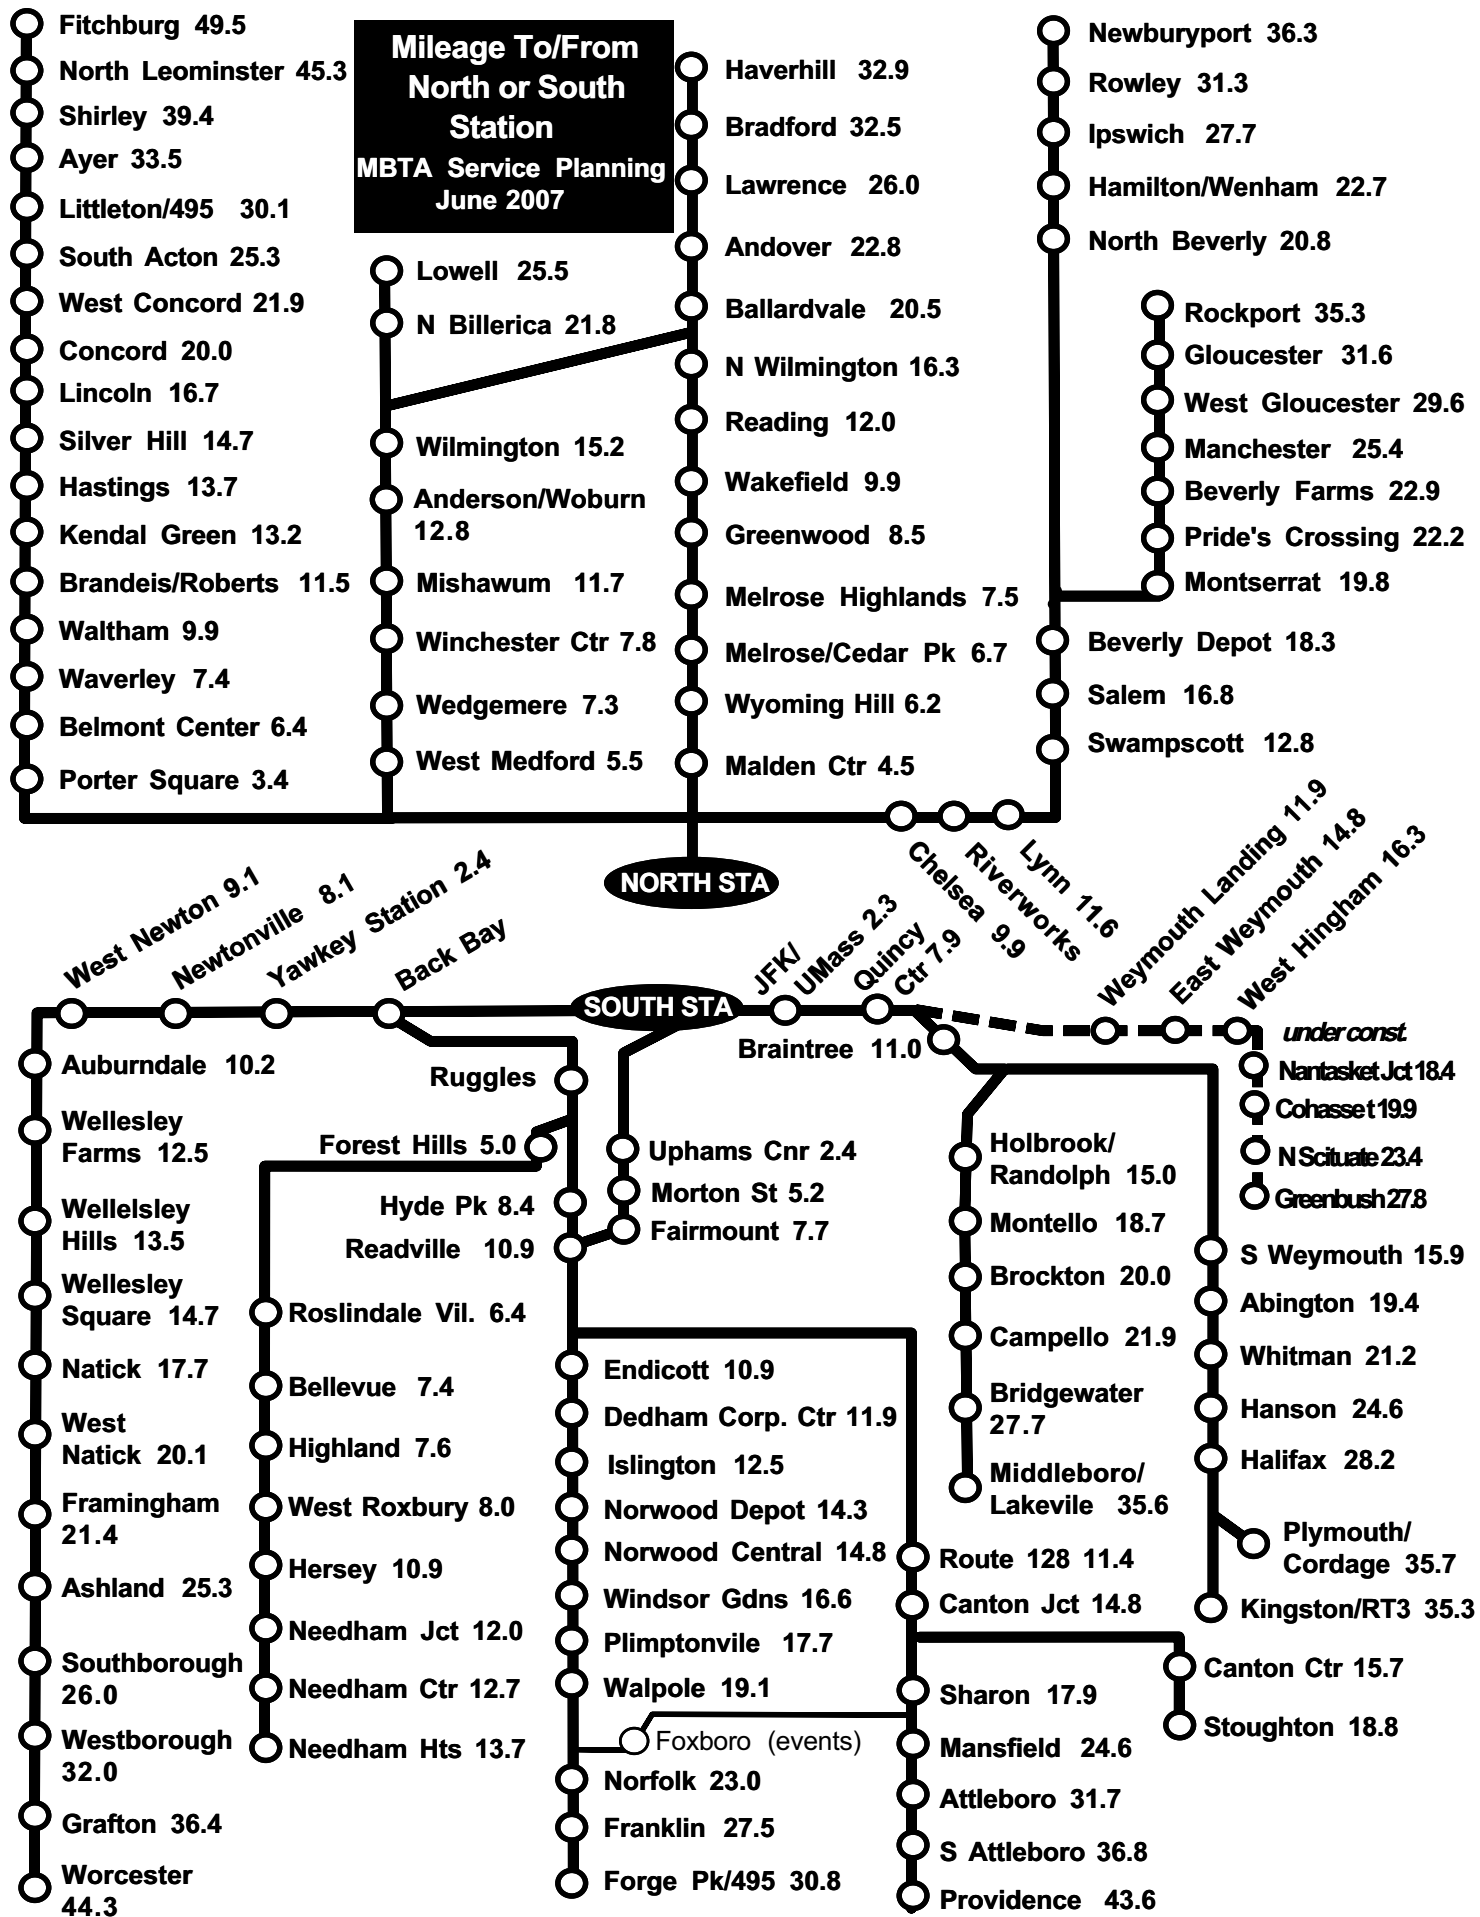 Fitchburg 49.5
North Leominster 45.3
Shirley 39.4
Ayer 33.5
Littleton/495 30.1
South Acton 25.3
West Concord 21.9
Concord 20.0
Lincoln 16.7
Silver Hill 14.7
Hastings 13.7
Kendal Green 13.2
Brandeis/Roberts 11.5
Waltham 9.9
Waverley 7.4
Belmont Center 6.4
Porter Square 3.4
Mileage To/From
North or South
Station
MBTA Service Planning
June 2007
Lowell 25.5
N Billerica 21.8
Wilmington 15.2
Anderson/Woburn
12.8
Mishawum 11.7
Winchester Ctr 7.8
Wedgemere 7.3
West Medford 5.5
Haverhill 32.9
Bradford 32.5
Lawrence 26.0
Andover 22.8
Ballardvale 20.5
N Wilmington 16.3
Reading 12.0
Wakefield 9.9
Greenwood 8.5
Melrose Highlands 7.5
Melrose/Cedar Pk 6.7
Wyoming Hill 6.2
Malden Ctr 4.5
Newburyport 36.3
Rowley 31.3
Ipswich 27.7
Hamilton/Wenham 22.7
North Beverly 20.8
Rockport 35.3
Gloucester 31.6
West Gloucester 29.6
Manchester 25.4
Beverly Farms 22.9
Pride's Crossing 22.2
Montserrat 19.8
Beverly Depot 18.3
Salem 16.8
Swampscott 12.8
Lynn 11.6
Riverworks
Chelsea 9.9
NORTH STA
West Newton 9.1
Newtonville 8.1
Yawkey Station 2.4
Back Bay
SOUTH STA
JFK/
UMass 2.3
Quincy
Ctr 7.9
Weymouth Landing 11.9
East Weymouth 14.8
West Hingham 16.3
under const.
Nantasket Jct 18.4
Cohasset 19.9
N Scituate 23.4
Greenbush 27.8
Auburndale 10.2
Wellesley
Farms 12.5
Wellelsley
Hills 13.5
Wellesley
Square 14.7
Natick 17.7
West
Natick 20.1
Framingham
21.4
Ashland 25.3
Southborough
26.0
Westborough
32.0
Grafton 36.4
Worcester
44.3
Ruggles
Forest Hills 5.0
Hyde Pk 8.4
Readville 10.9
Roslindale Vil. 6.4
Bellevue 7.4
Highland 7.6
West Roxbury 8.0
Hersey 10.9
Needham Jct 12.0
Needham Ctr 12.7
Needham Hts 13.7
Uphams Cnr 2.4
Morton St 5.2
Fairmount 7.7
Endicott 10.9
Dedham Corp. Ctr 11.9
Islington 12.5
Norwood Depot 14.3
Norwood Central 14.8
Windsor Gdns 16.6
Plimptonvile 17.7
Walpole 19.1
Foxboro (events)
Norfolk 23.0
Franklin 27.5
Forge Pk/495 30.8
Route 128 11.4
Canton Jct 14.8
Sharon 17.9
Mansfield 24.6
Attleboro 31.7
S Attleboro 36.8
Providence 43.6
Canton Ctr 15.7
Stoughton 18.8
Braintree 11.0
Holbrook/
Randolph 15.0
Montello 18.7
Brockton 20.0
Campello 21.9
Bridgewater
27.7
Middleboro/
Lakevile 35.6
S Weymouth 15.9
Abington 19.4
Whitman 21.2
Hanson 24.6
Halifax 28.2
Plymouth/
Cordage 35.7
Kingston/RT3 35.3